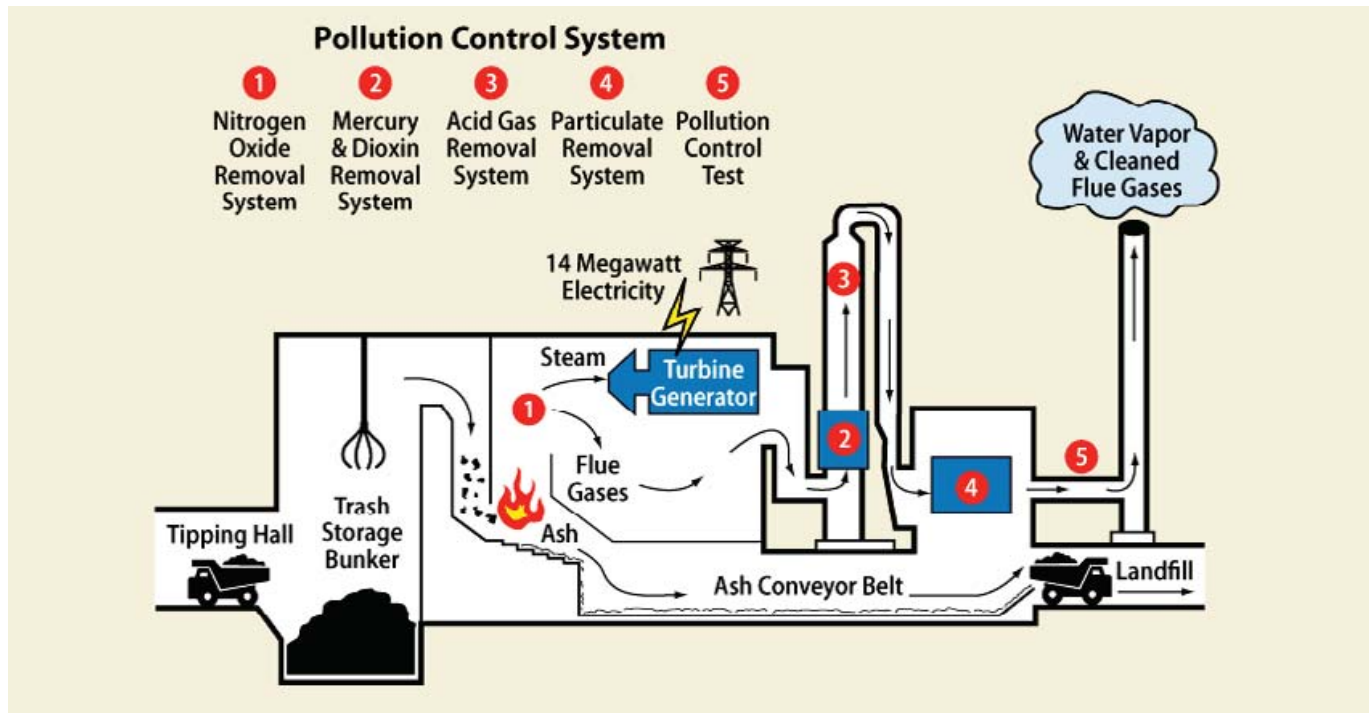 Pollution Control System
1
2
3
4
5
Nitrogen
Oxide
Removal
System
Mercury
& Dioxin
Removal
System
Acid Gas
Removal
System
Particulate
Removal
System
Pollution
Control
Test
Water Vapor
& Cleaned
Flue Gases
14 Megawatt
Electricity
3
Steam
Turbine
Generator
1
2
Flue
Gases
5
4
Tipping Hall
Trash
Storage
Bunker
Ash
Ash Conveyor Belt
Landfill